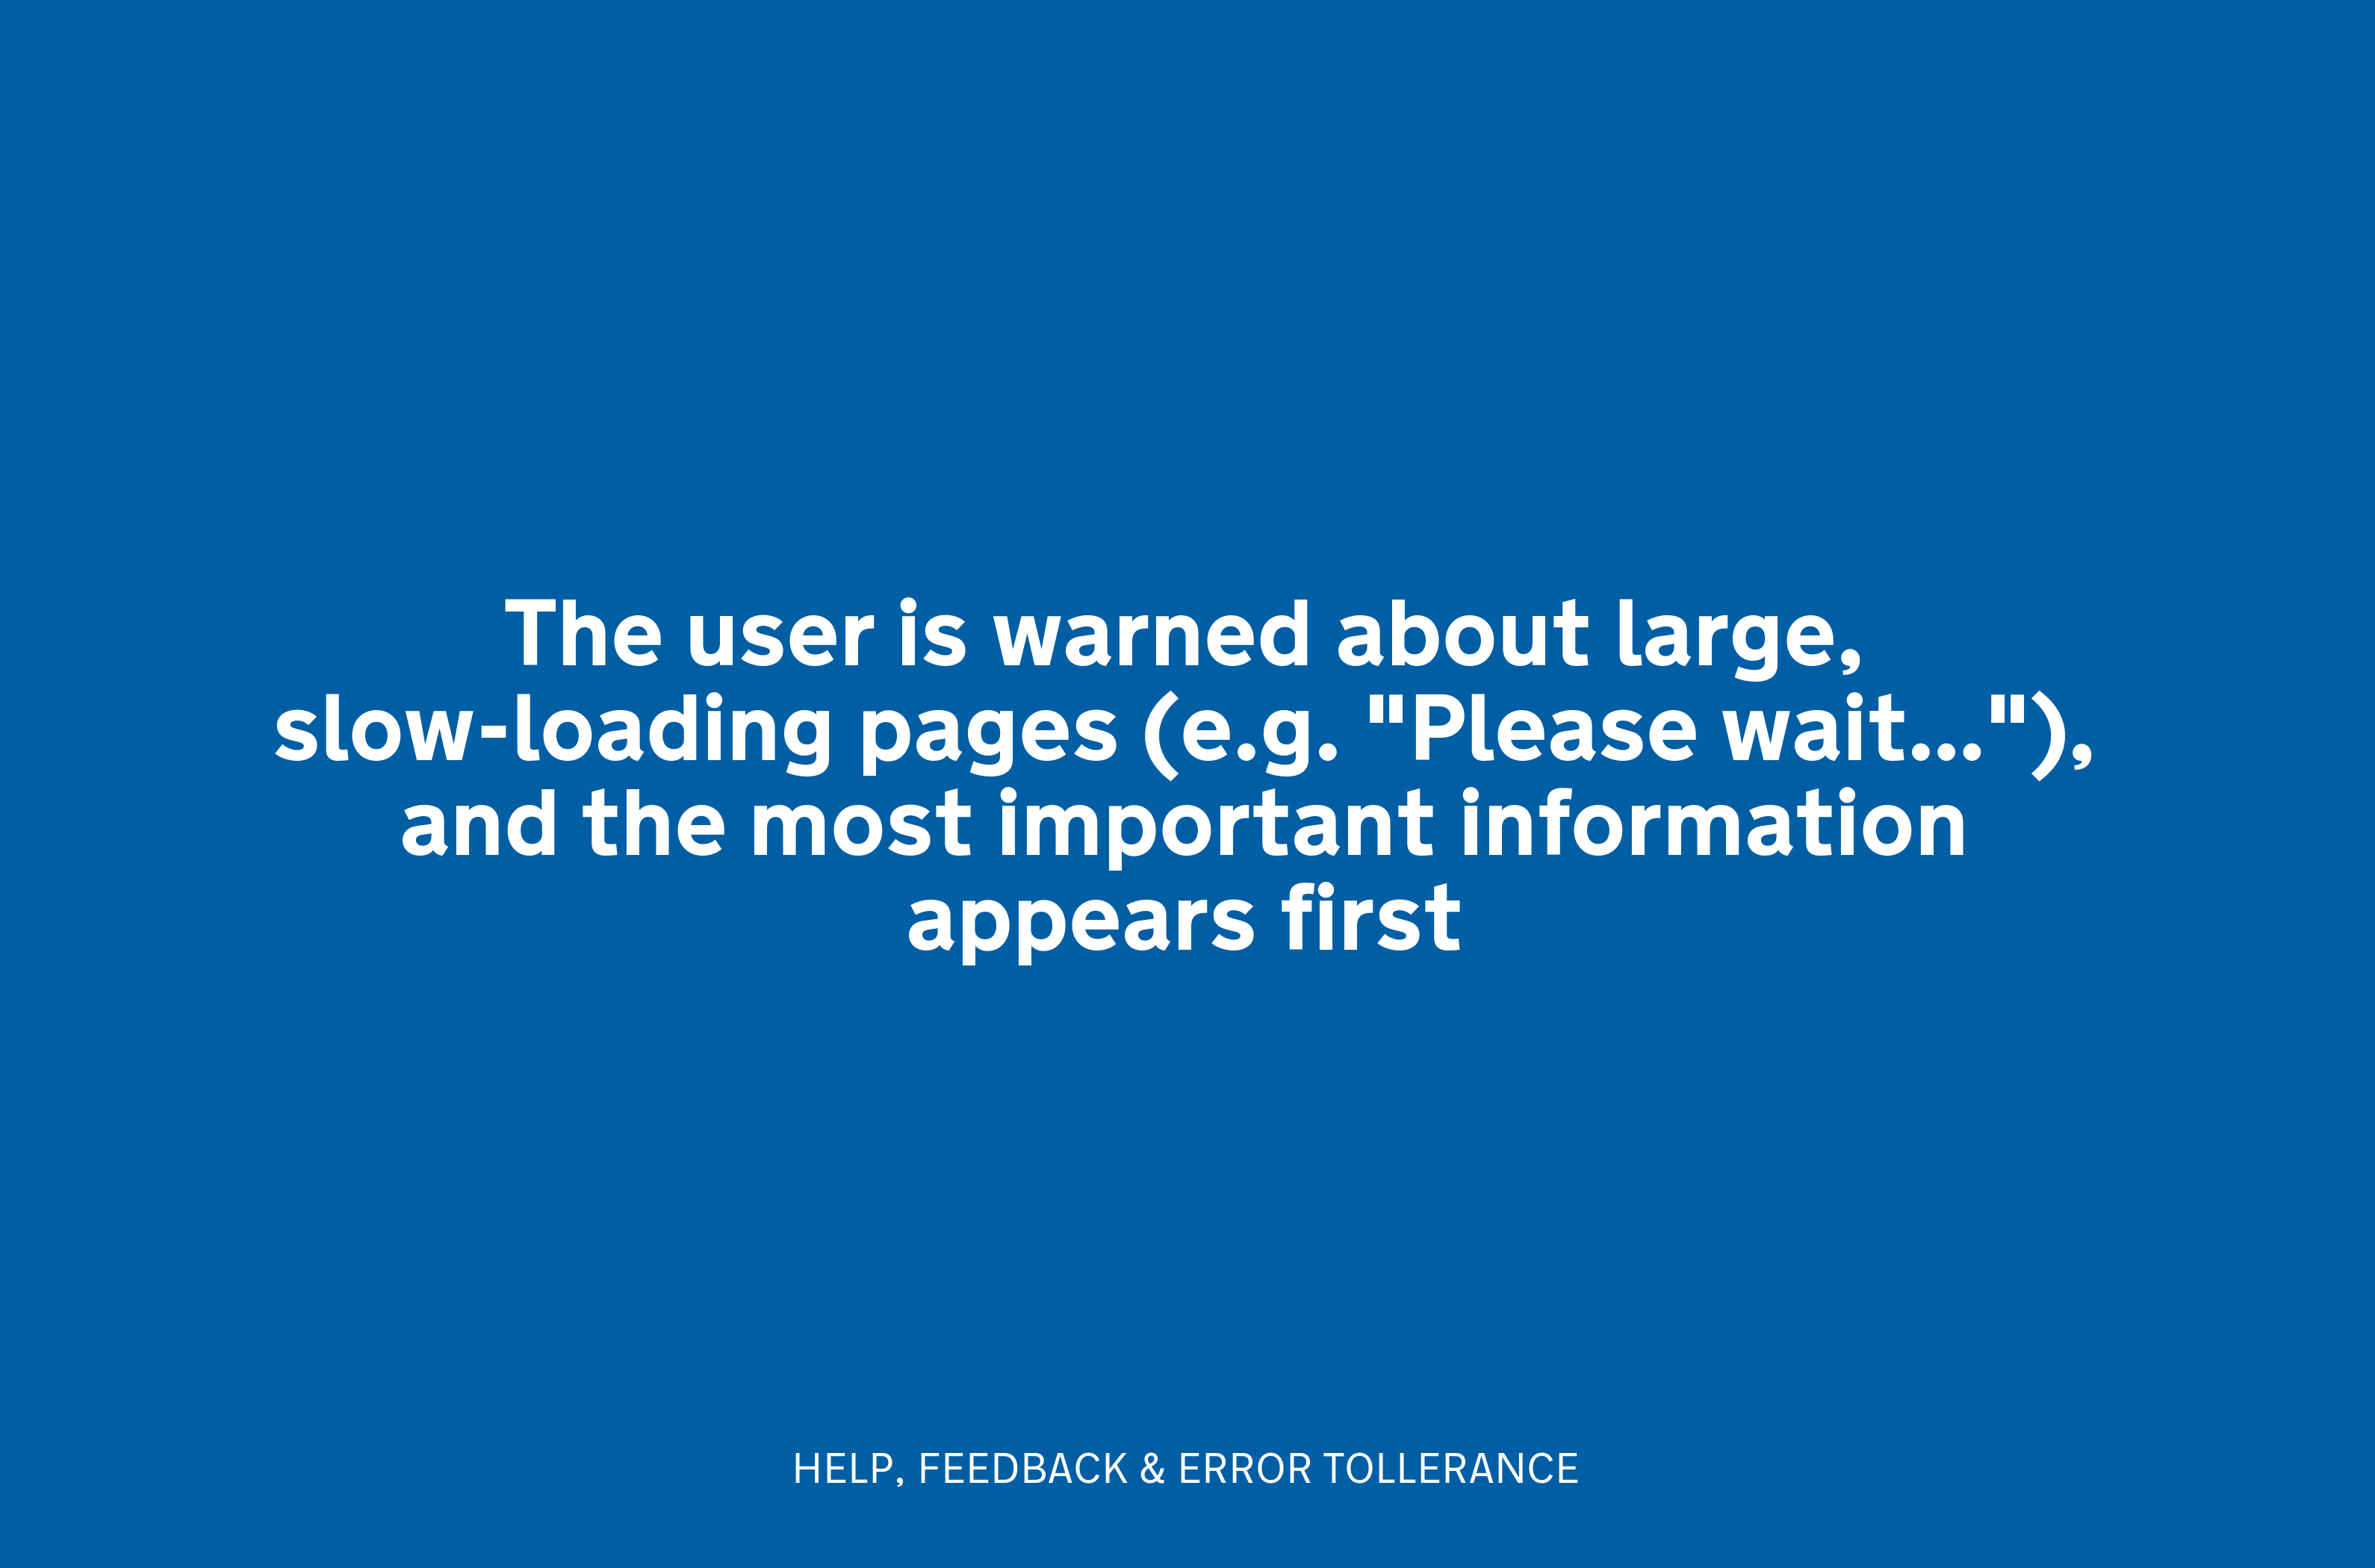 The user is warned about large,
slow-loading pages (e.g. "Please wait... "),
and the most important information
appears first
HELP, FEEDBACK & ERROR TOLLERANCE